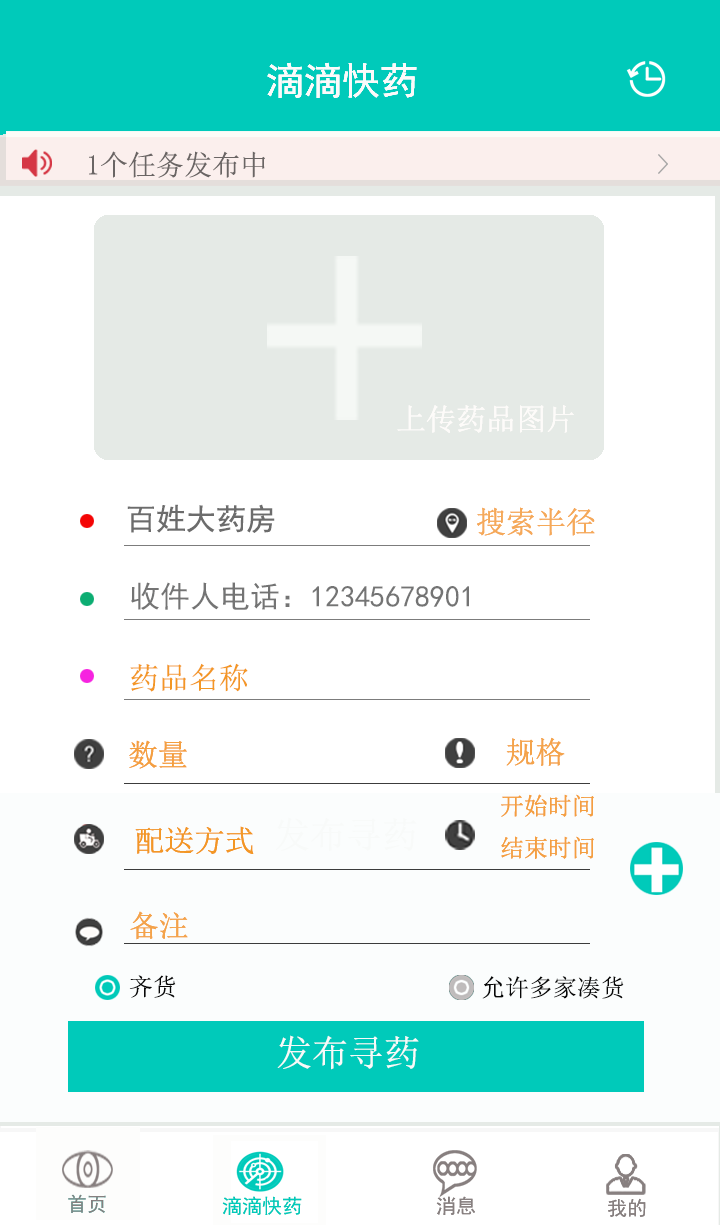 滴滴快药
1个任务发布中
上传药品图片
百姓大药房
搜索半径
收件人电话：12345678901
药品名称
数量
规格
开始时间
配送方式
发布寻药
结束时间
备注
齐货
允许多家凑货
发布寻药
首页
滴滴快药
消息
我的